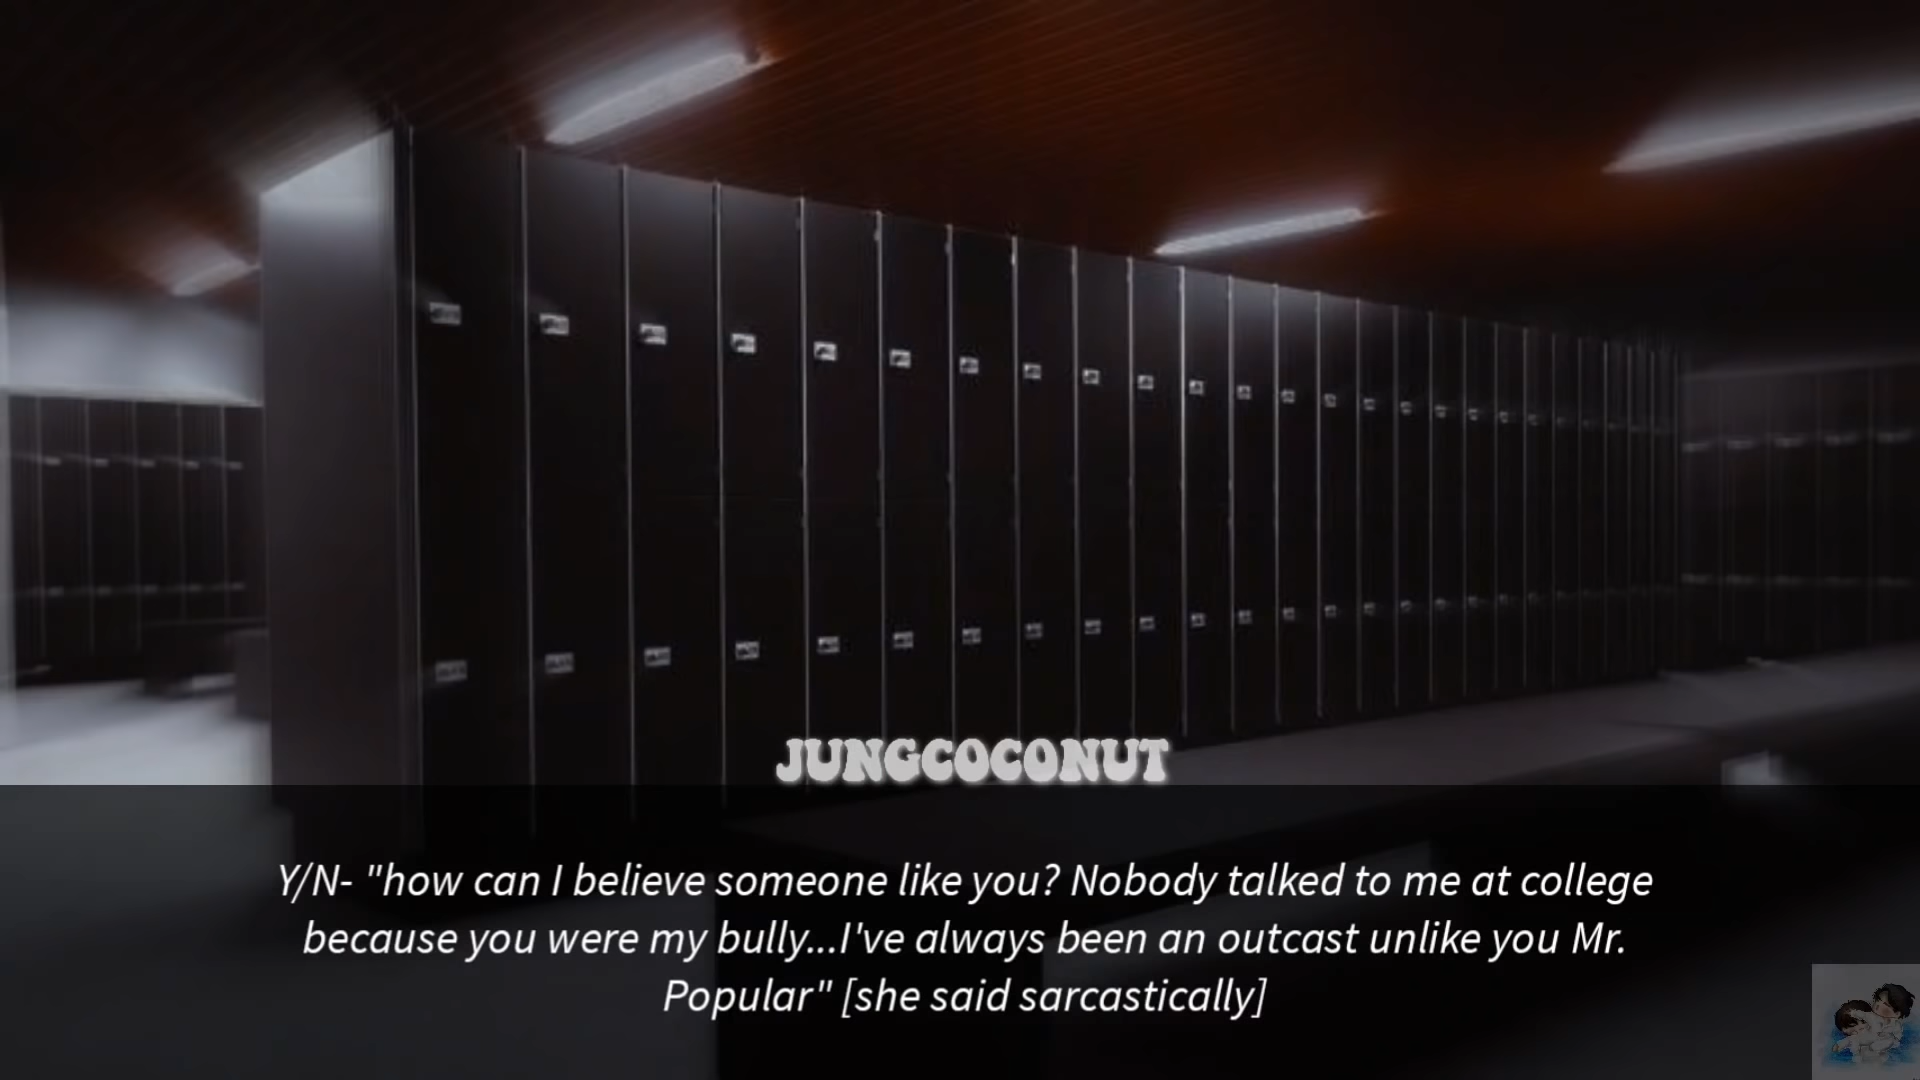 JUNGCOCONUT
Y/N- "how can I believe someone like you? Nobody talked to me at college
because you were my bully...I've always been an outcast unlike you Mr.
Popular" [she said sarcastically]